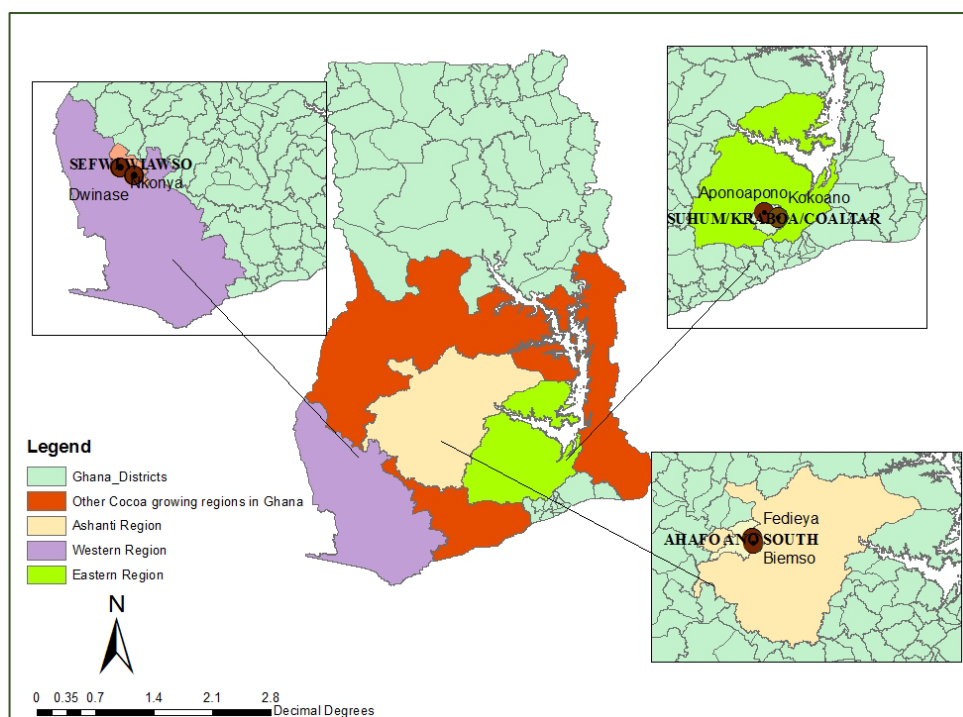 SEFWI WIAWSO
Nkonya
Dwinase
Aponoapono
Kokoano
SUHUM/KRABOA/COALTAR
Fedieya
AHAFO ANO SOUTH
Biemso
Legend
Ghana_Districts
Other Cocoa growing regions in Ghana
Ashanti Region
Western Region
Eastern Region
N
0 0.35 0.7 1.4 2.1 2.8
Decimal Degrees